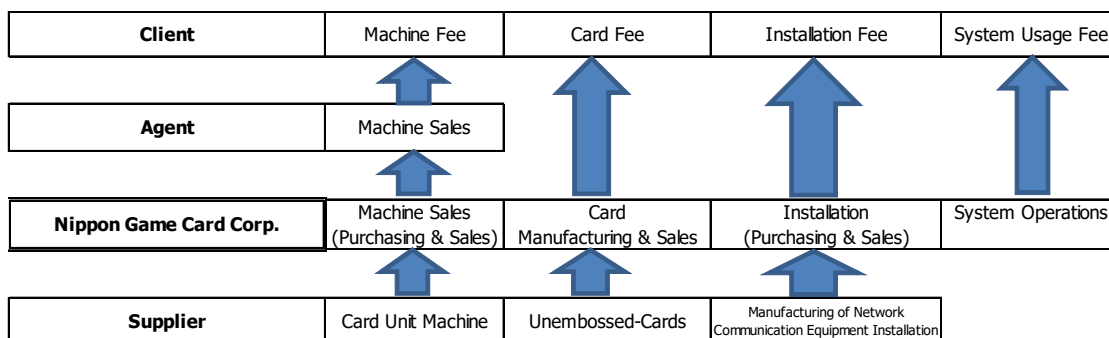 Client
Machine Fee
Card Fee
Installation Fee
System Usage Fee
Agent
Machine Sales
Nippon Game Card Corp.
Machine Sales
(Purchasing & Sales)
Card
Manufacturing & Sales
Installation
(Purchasing & Sales)
System Operations
Supplier
Card Unit Machine
Unembossed-Cards
Manufacturing of Network
Communication Equipment Installation